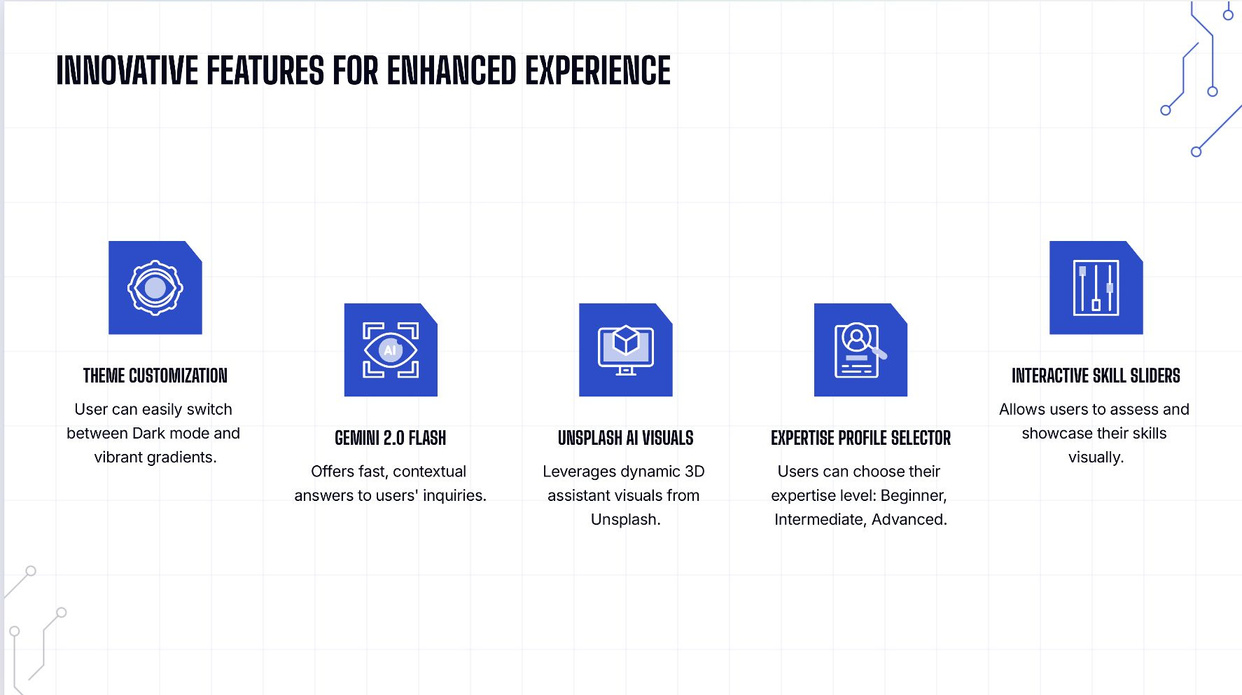 INNOVATIVE FEATURES FOR ENHANCED EXPERIENCE
THEME CUSTOMIZATION
User can easily switch
between Dark mode and
vibrant gradients.
AI
GEMINI 2.0 FLASH
Offers fast, contextual
answers to users' inquiries.
UNSPLASH AI VISUALS
Leverages dynamic 3D
assistant visuals from
Unsplash.
EXPERTISE PROFILE SELECTOR
Users can choose their
expertise level: Beginner,
Intermediate, Advanced.
INTERACTIVE SKILL SLIDERS
Allows users to assess and
showcase their skills
visually.